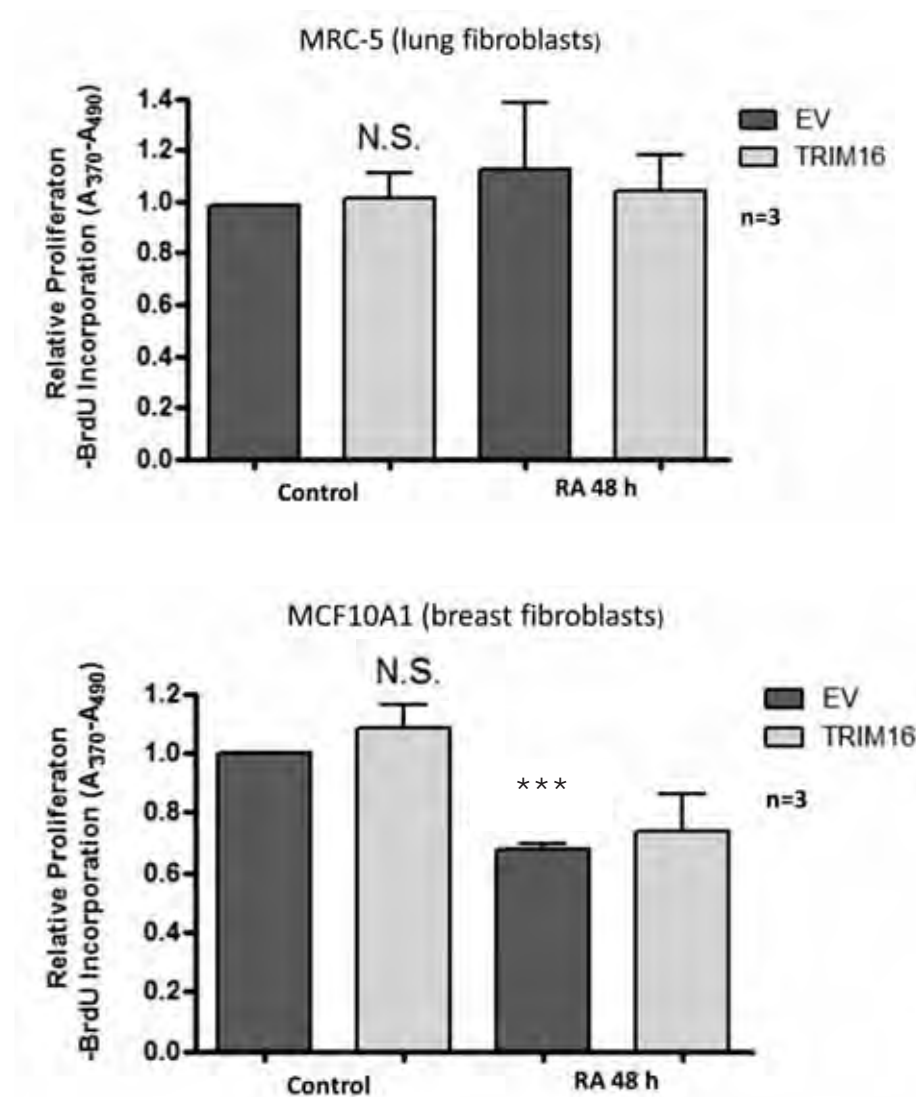 MRC-5 (lung fibroblasts)
Relative Proliferaton
-BrdU Incorporation (A370-A490)
1.4
1.2
1.0
0.8
0.6
0.4
0.2
0.0
N.S.
EV
TRIM16
n=3
Control
RA 48 h
MCF10A1 (breast fibroblasts)
Relative Proliferaton
-BrdU Incorporation (A370-A490)
1.2
1.0
0.8
0.6
0.4
0.2
0.0
N.S.
***
EV
TRIM16
n=3
Control
RA 48 h